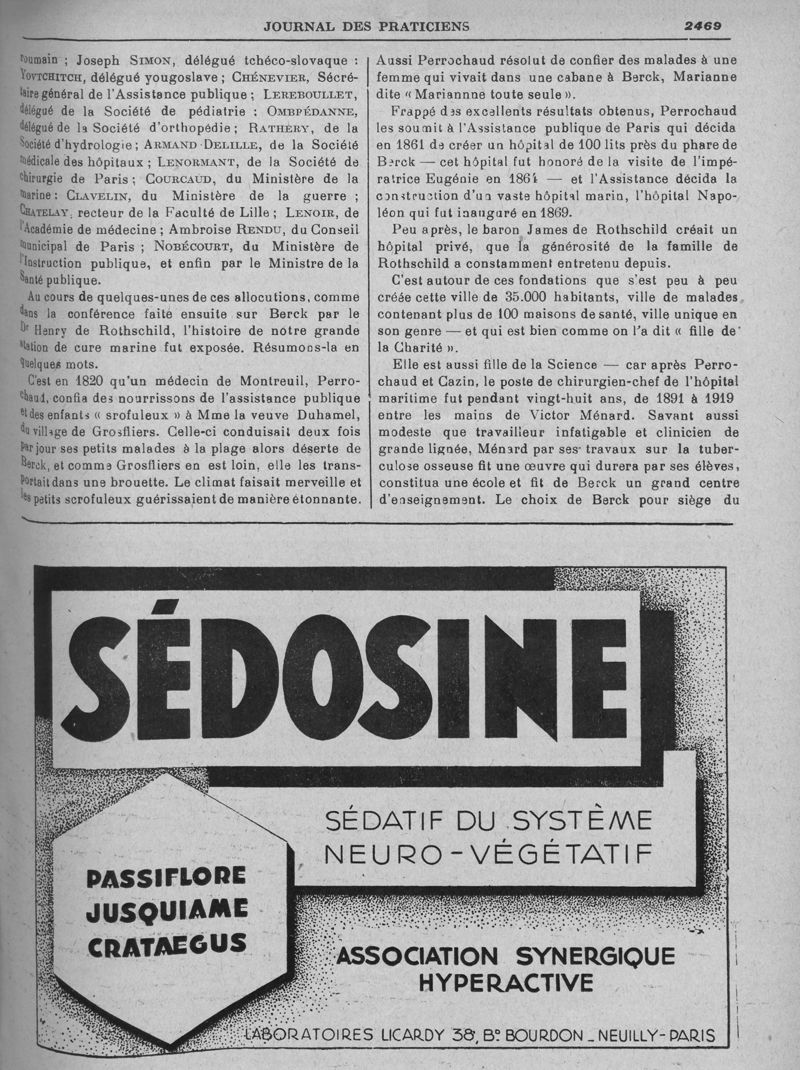 JOURNAL DES PRATICIENS 2469
roumain ; Joseph SIMON, délégué tchéco-slovaque :
YOVTCHITCH, délégué yougoslave ; CHÉNEVIER, Sécré-
taire général de l'Assistance publique ; LEREBOULLET,
délégué de la Société de pédiatrie ; OMBPÉDANNE,
délégué de la Société d'orthopédie ; RATHERY, de la
Société d'hydrologie ; ARMAND DELILLE, de la Société
médicale des hôpitaux ; LENORMANT, de la Société de
chirurgie de Paris ; COURCAUD, du Ministère de la
marine : CLAVELIN, du Ministère de la guerre ;
CHATELAY, recteur de la Faculté de Lille ; LENOIR, de
l'Académie de médecine ; Ambroise RENDU, du Conseil
municipal de Paris ; NOBÉCOURT, du Ministère de
l'Instruction publique, et enfin par le Ministre de la
Santé publique.
Au cours de quelques-unes de ces allocutions, comme
dans la conférence faite ensuite sur Berck par le
Dr Henry de Rothschild, l'histoire de notre grande
station de cure marine fut exposée. Résumons-la en
quelques mots.
C'est en 1820 qu'un médecin de Montreuil, Perro-
chaud, confia des nourrissons de l'assistance publique
et des enfants « srofuleux » à Mme la veuve Duhamel,
du village de Grosfliers. Celle-ci conduisait deux fois
par jour ses petits malades à la plage alors déserte de
Berck, et comme Grosfliers en est loin, elle les trans-
portait dans une brouette. Le climat faisait merveille et
les petits scrofuleux guérissaient de manière étonnante.
Aussi Perrochaud résolut de confier des malades à une
femme qui vivait dans une cabane à Berck, Marianne
dite « Mariannne toute seule ».
Frappé des excellents résultats obtenus, Perrochaud
les soumit à l'Assistance publique de Paris qui décida
en 1861 de créer un hôpital de 100 lits près du phare de
Berck — cet hôpital fut honoré de la visite de l'impé-
ratrice Eugénie en 1864 — et l'Assistance décida la
construction d'un vaste hôpital marin, l'hôpital Napo-
léon qui fut inauguré en 1869.
Peu après, le baron James de Rothschild créait un
hôpital privé, que la générosité de la famille de
Rothschild a constamment entretenu depuis.
C'est autour de ces fondations que s'est peu à peu
créée cette ville de 35.000 habitants, ville de malades
contenant plus de 100 maisons de santé, ville unique en
son genre — et qui est bien comme on l'a dit « fille de
la Charité ».
Elle est aussi fille de la Science — car après Perro-
chaud et Cazin, le poste de chirurgien-chef de l'hôpital
maritime fut pendant vingt-huit ans, de 1891 à 1919
entre les mains de Victor Ménard. Savant aussi
modeste que travailleur infatigable et clinicien de
grande lignée, Ménard par ses travaux sur la tuber-
culose osseuse fit une œuvre qui durera par ses élèves,
constitua une école et fit de Berck un grand centre
d'enseignement. Le choix de Berck pour siège du
SÉDOSINE
SÉDATIF DU SYSTÈME
NEURO-VÉGÉTATIF
PASSIFLORE
JUSQUIAME
CRATAEGUS
ASSOCIATION SYNERGIQUE
HYPERACTIVE
LABORATOIRES LICARDY 38, Bd BOURDON _ NEUILLY-PARIS